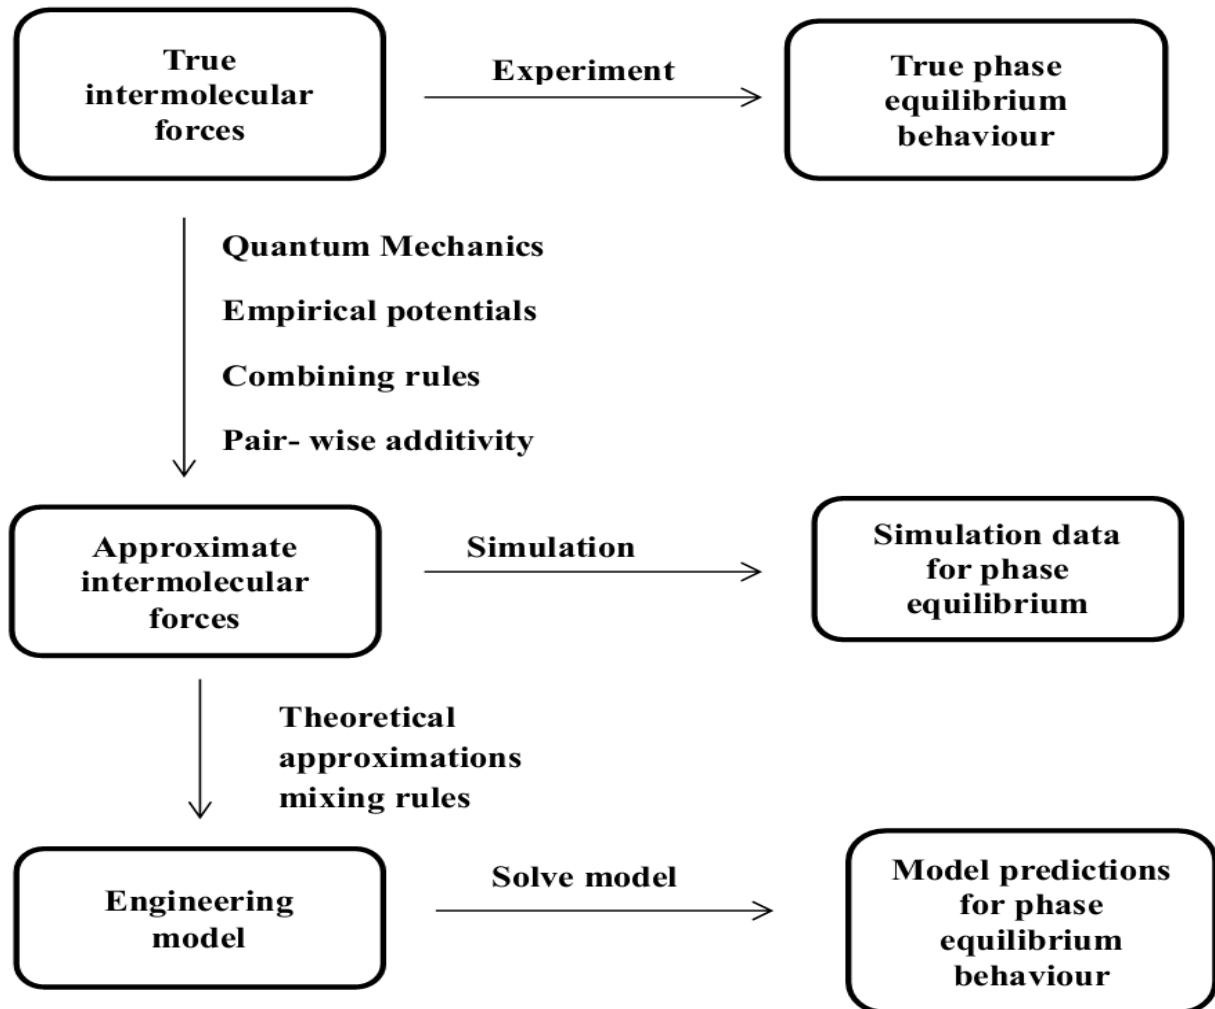 True
intermolecular
forces
Experiment
True phase
equilibrium
behaviour
Quantum Mechanics
Empirical potentials
Combining rules
Pair- wise additivity
Approximate
intermolecular
forces
Simulation
Simulation data
for phase
equilibrium
Theoretical
approximations
mixing rules
Engineering
model
Solve model
Model predictions
for phase
equilibrium
behaviour